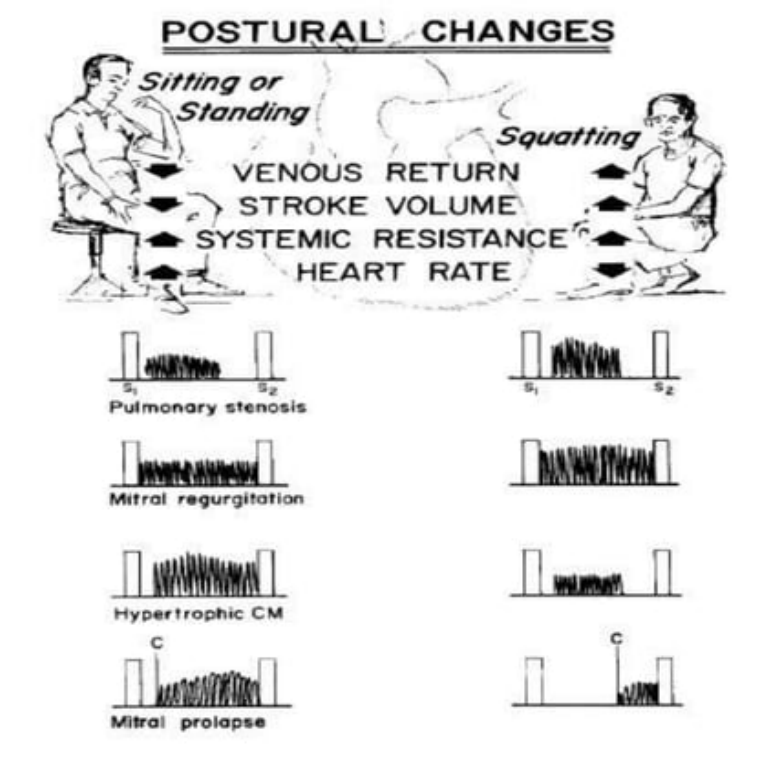 POSTURAL CHANGES
Sitting or
Standing
Squatting
VENOUS RETURN
STROKE VOLUME
SYSTEMIC RESISTANCE
HEART RATE
S1 S2 S1 S2
Pulmonary stenosis
Mitral regurgitation
Hypertrophic CM
C C
Mitral prolapse